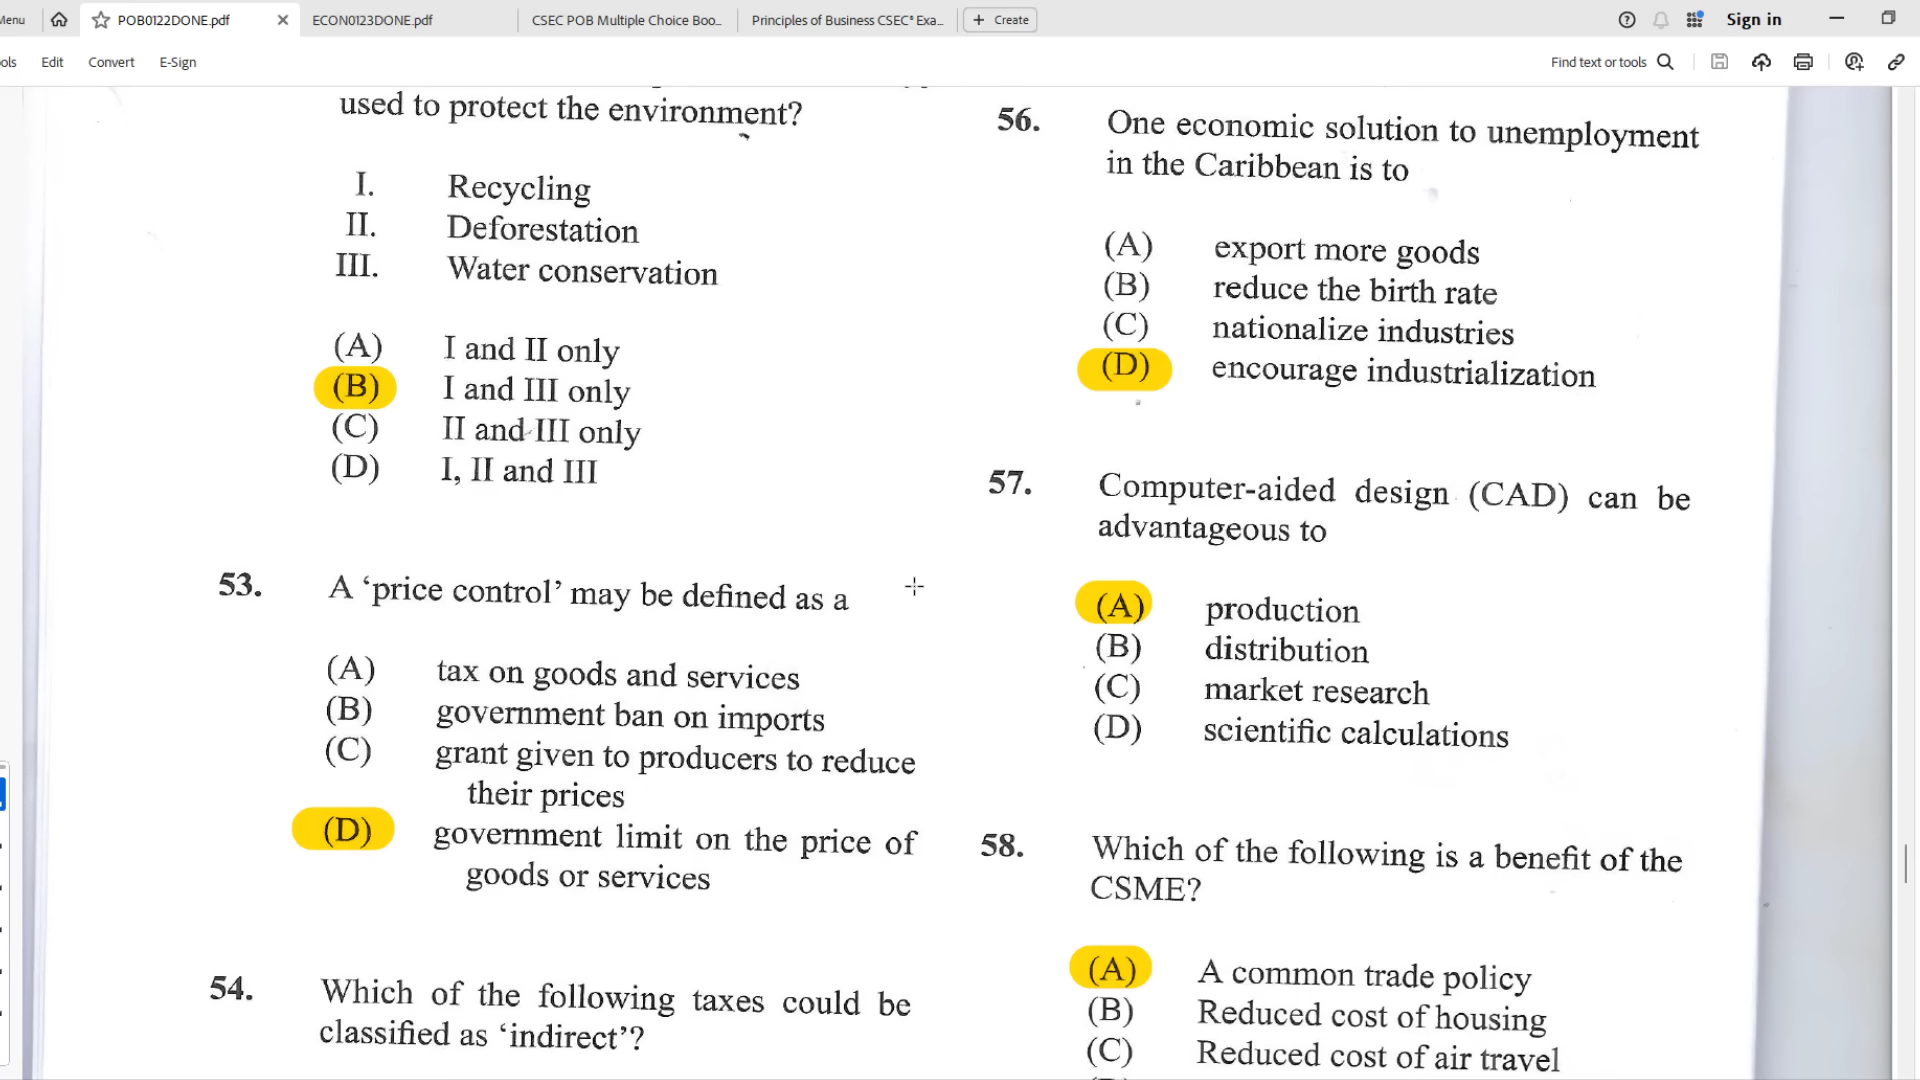 Menu
POB0122DONE.pdf
ECON0123DONE.pdf
CSEC POB Multiple Choice Boo...
Principles of Business CSEC® Exa...
+ Create
Sign in
ols
Edit
Convert
E-Sign
Find text or tools
used to protect the environment?
I. Recycling
II. Deforestation
III. Water conservation
(A) I and II only
(B) I and III only
(C) II and III only
(D) I, II and III
53. A ‘price control’ may be defined as a
(A) tax on goods and services
(B) government ban on imports
(C) grant given to producers to reduce
their prices
(D) government limit on the price of
goods or services
54. Which of the following taxes could be
classified as ‘indirect’?
56. One economic solution to unemployment
in the Caribbean is to
(A) export more goods
(B) reduce the birth rate
(C) nationalize industries
(D) encourage industrialization
57. Computer-aided design (CAD) can be
advantageous to
(A) production
(B) distribution
(C) market research
(D) scientific calculations
58. Which of the following is a benefit of the
CSME?
(A) A common trade policy
(B) Reduced cost of housing
(C) Reduced cost of air travel